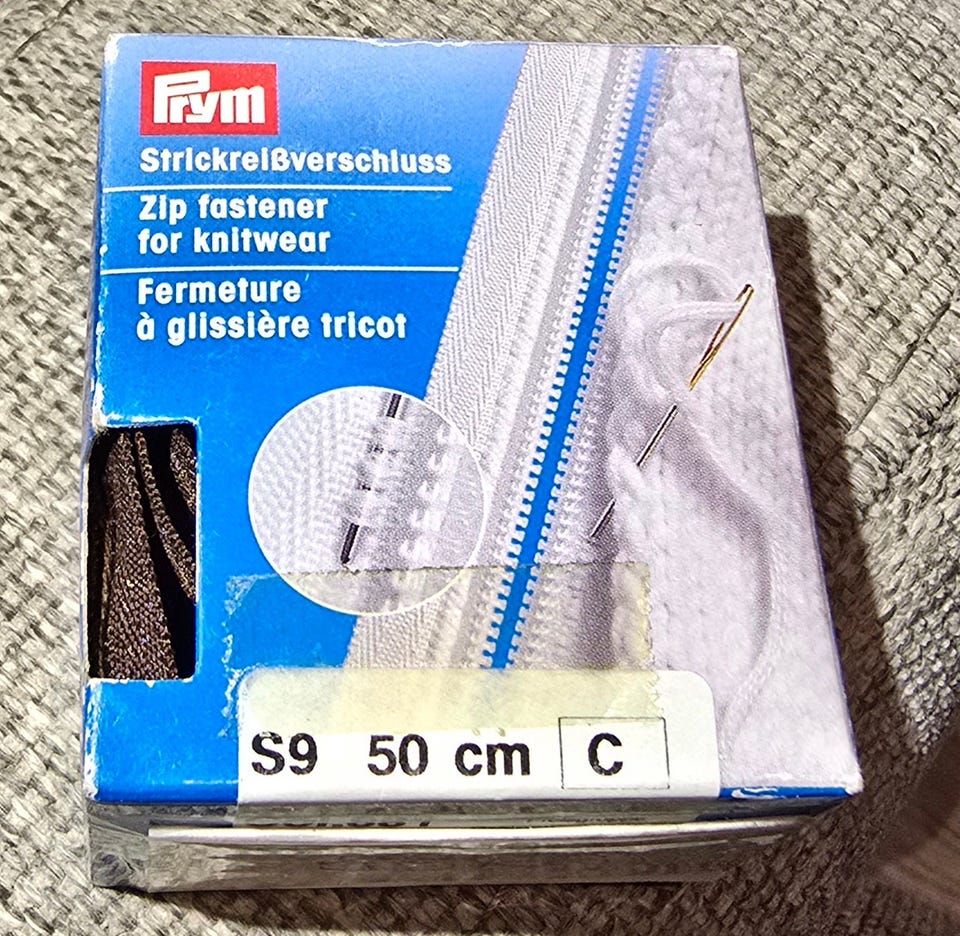 Prym
Strickreißverschluss
Zip fastener
for knitwear
Fermeture
à glissière tricot
S9 50 cm C